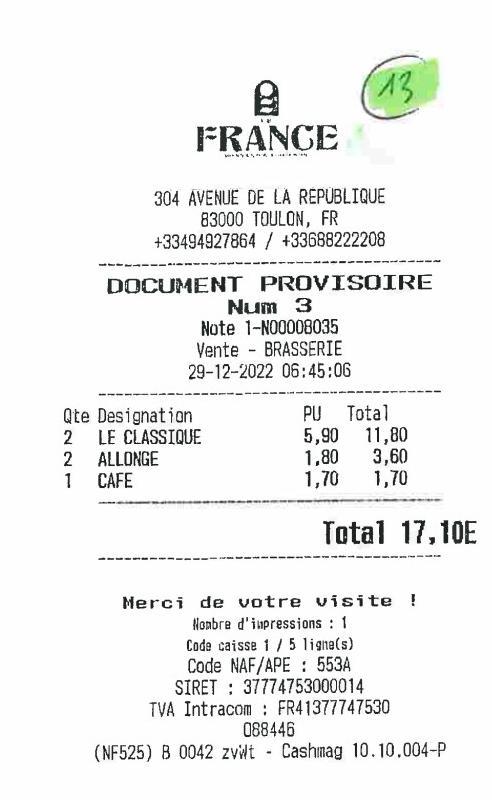 13
FRANCE
304 AVENUE DE LA REPUBLIQUE
83000 TOULON, FR
+33494927864 / +33688222208
DOCUMENT PROVISOIRE
Num 3
Note 1-N00008035
Vente - BRASSERIE
29-12-2022 06:45:06
Qte Designation PU Total
2 LE CLASSIQUE 5,90 11,80
2 ALLONGE 1,80 3,60
1 CAFE 1,70 1,70
Total 17,10E
Merci de votre visite !
Nombre d'impressions : 1
Code caisse 1 / 5 ligne(s)
Code NAF/APE : 553A
SIRET : 37774753000014
TVA Intracom : FR41377747530
088446
(NF525) B 0042 zvWt - Cashmag 10.10.004-P